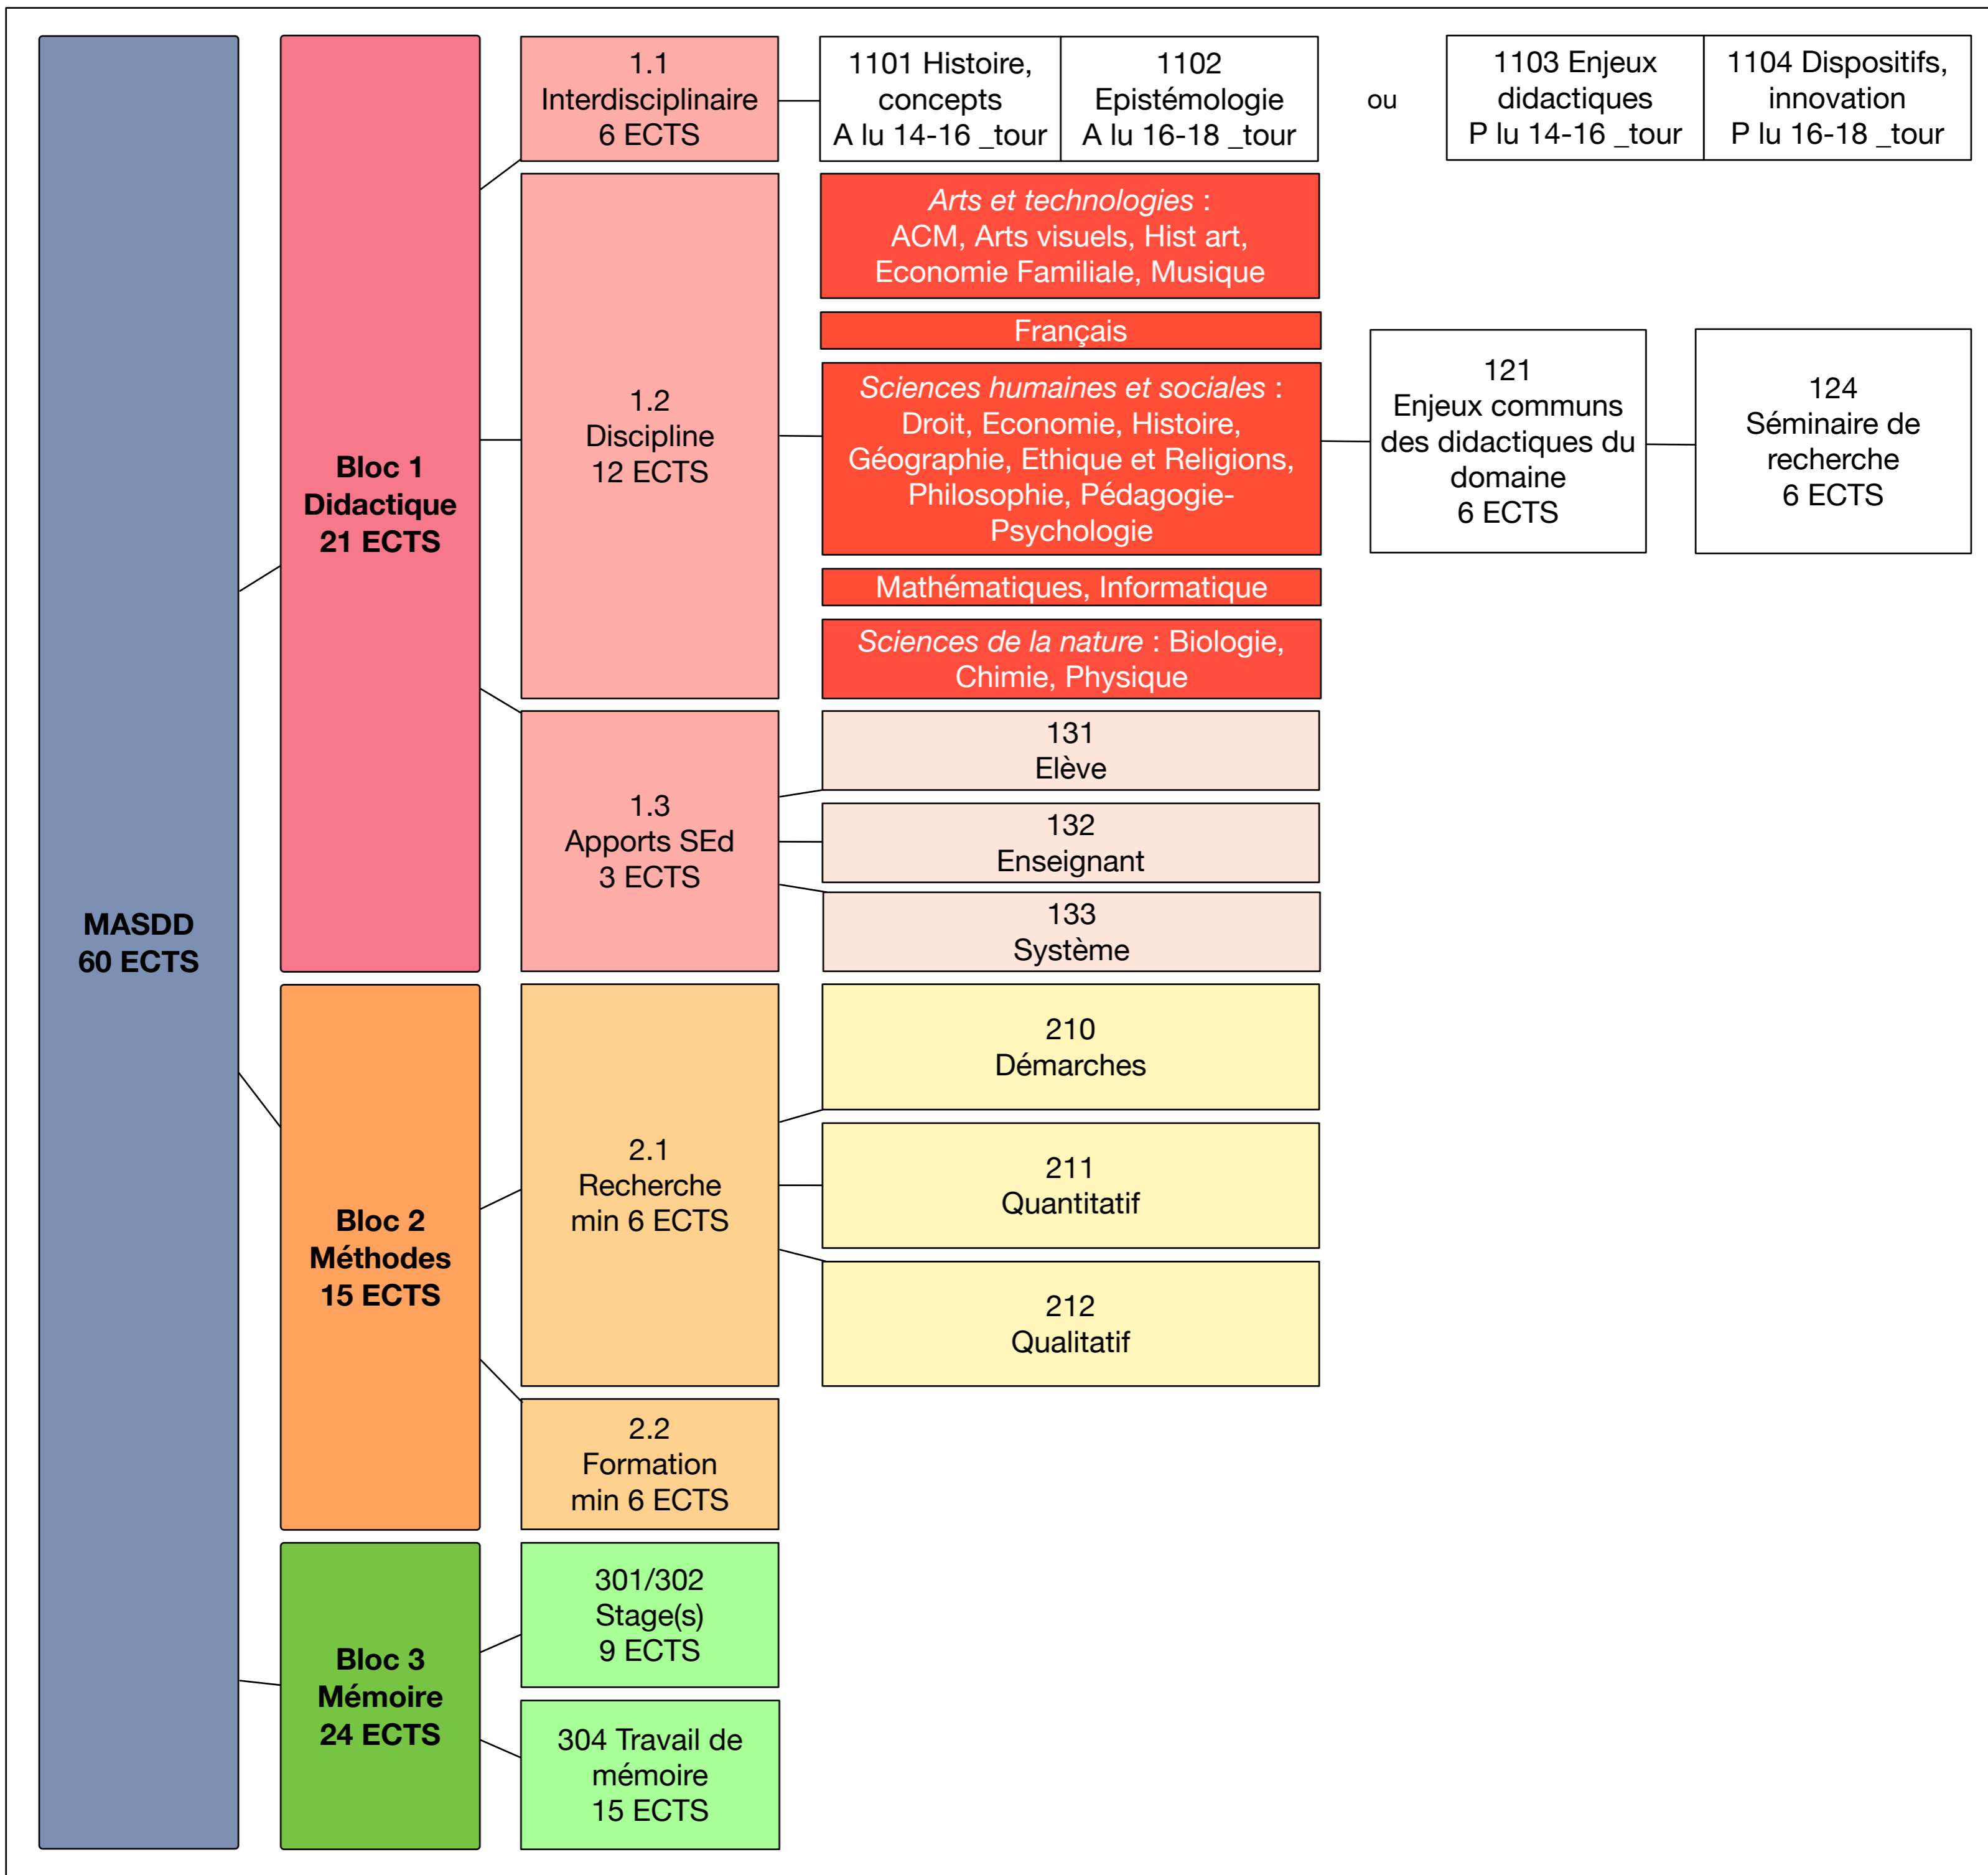 MASDD
60 ECTS
Bloc 1
Didactique
21 ECTS
1.1
Interdisciplinaire
6 ECTS
1101 Histoire,
concepts
A lu 14-16 _tour
1102
Epistémologie
A lu 16-18 _tour
ou
1103 Enjeux
didactiques
P lu 14-16 _tour
1104 Dispositifs,
innovation
P lu 16-18 _tour
1.2
Discipline
12 ECTS
Arts et technologies :
ACM, Arts visuels, Hist art,
Economie Familiale, Musique
Français
Sciences humaines et sociales :
Droit, Economie, Histoire,
Géographie, Ethique et Religions,
Philosophie, Pédagogie-
Psychologie
Mathématiques, Informatique
Sciences de la nature : Biologie,
Chimie, Physique
121
Enjeux communs
des didactiques du
domaine
6 ECTS
124
Séminaire de
recherche
6 ECTS
1.3
Apports SEd
3 ECTS
131
Elève
132
Enseignant
133
Système
Bloc 2
Méthodes
15 ECTS
2.1
Recherche
min 6 ECTS
210
Démarches
211
Quantitatif
212
Qualitatif
2.2
Formation
min 6 ECTS
Bloc 3
Mémoire
24 ECTS
301/302
Stage(s)
9 ECTS
304 Travail de
mémoire
15 ECTS